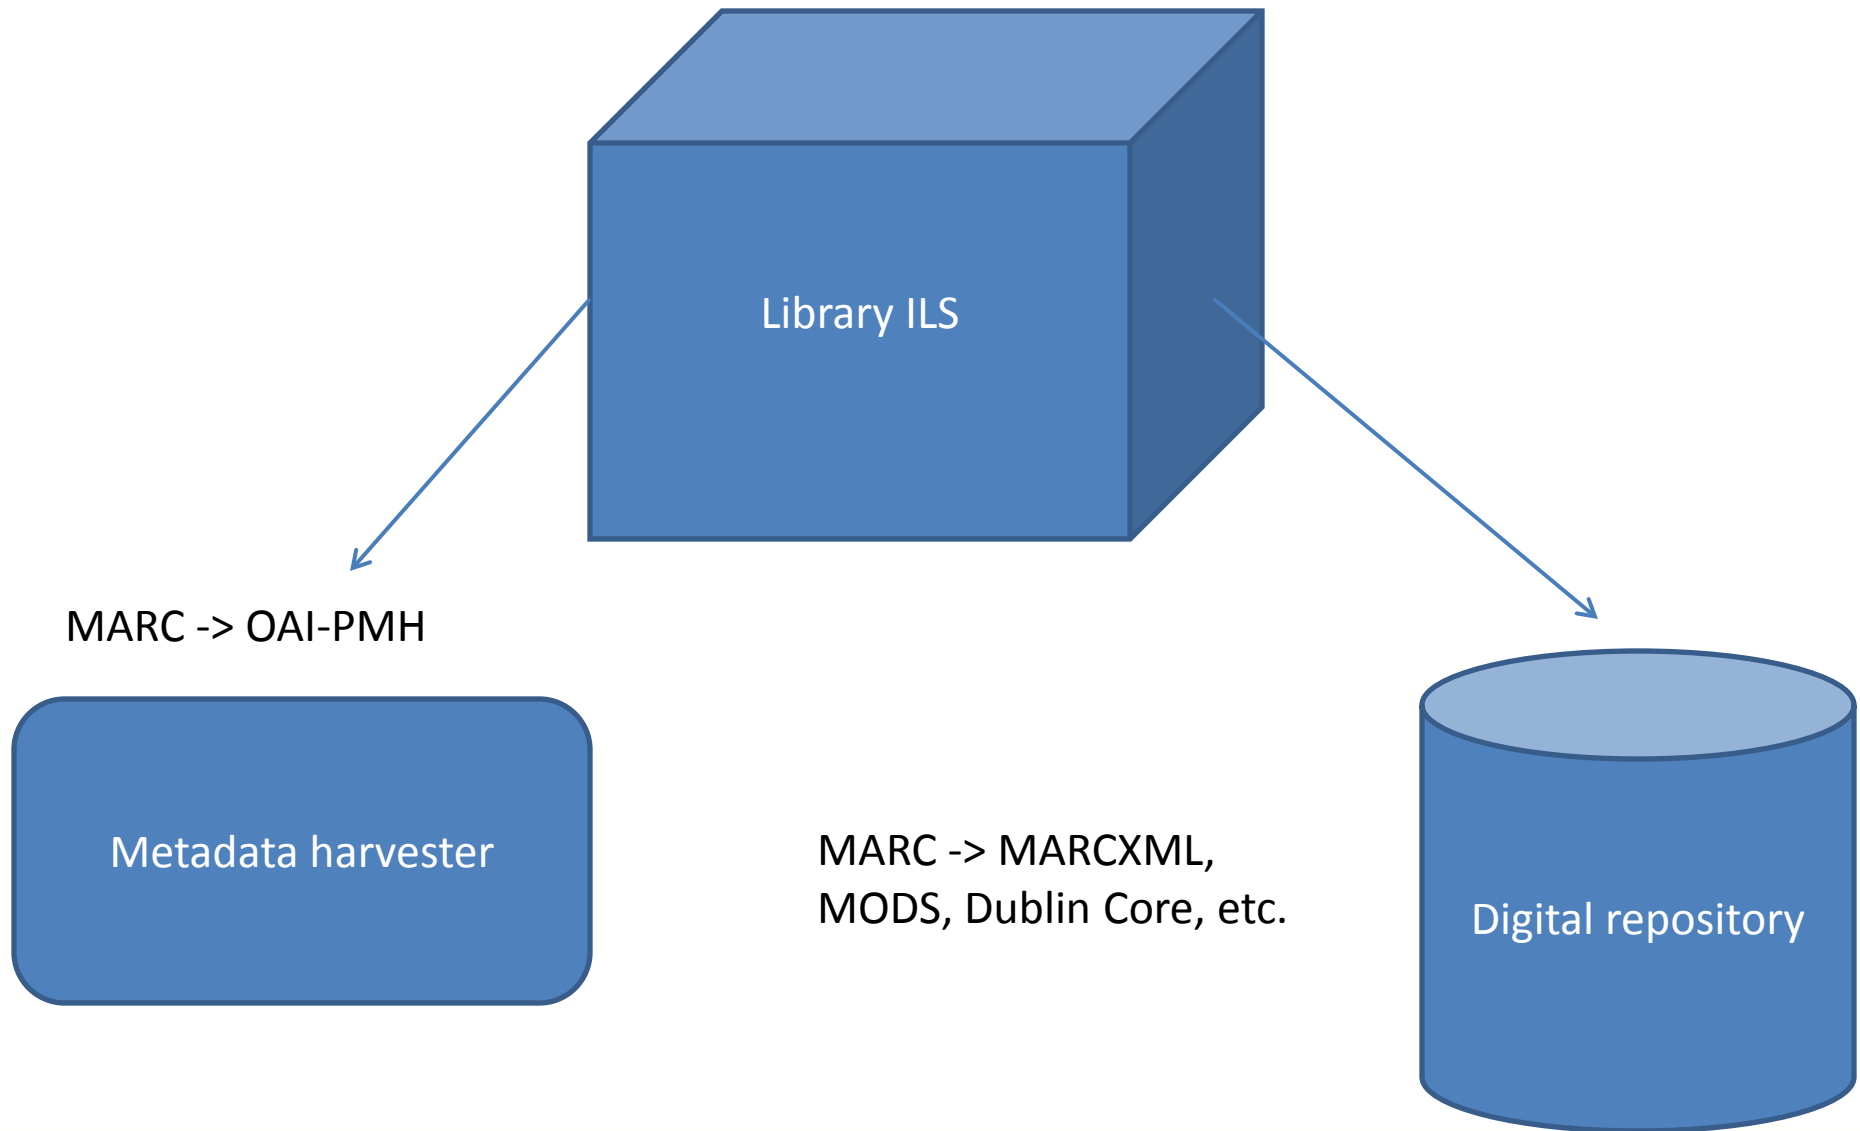 Library ILS
MARC -> OAI-PMH
Metadata harvester
MARC -> MARCXML,
MODS, Dublin Core, etc.
Digital repository